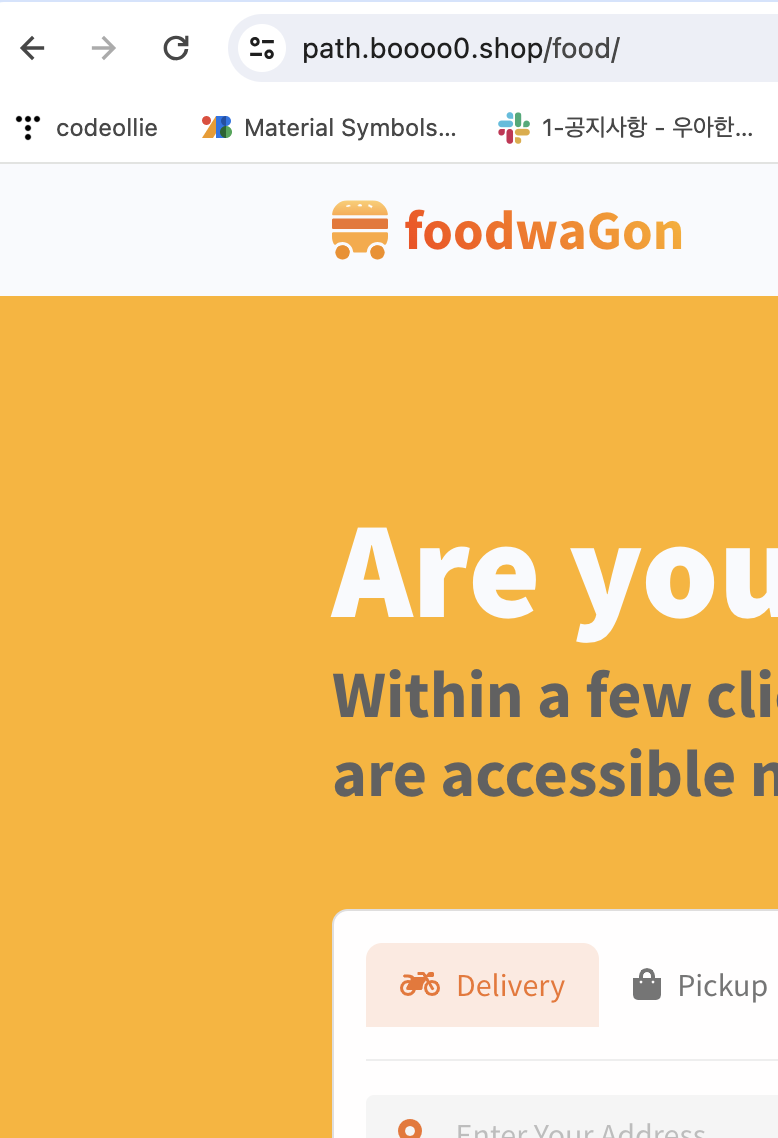 path.boooo0.shop/food/
codeollie
Material Symbols...
1-공지사항 - 우아한...
foodwaGon
Are you
Within a few cli
are accessible n
Delivery
Pickup
Enter Your Address